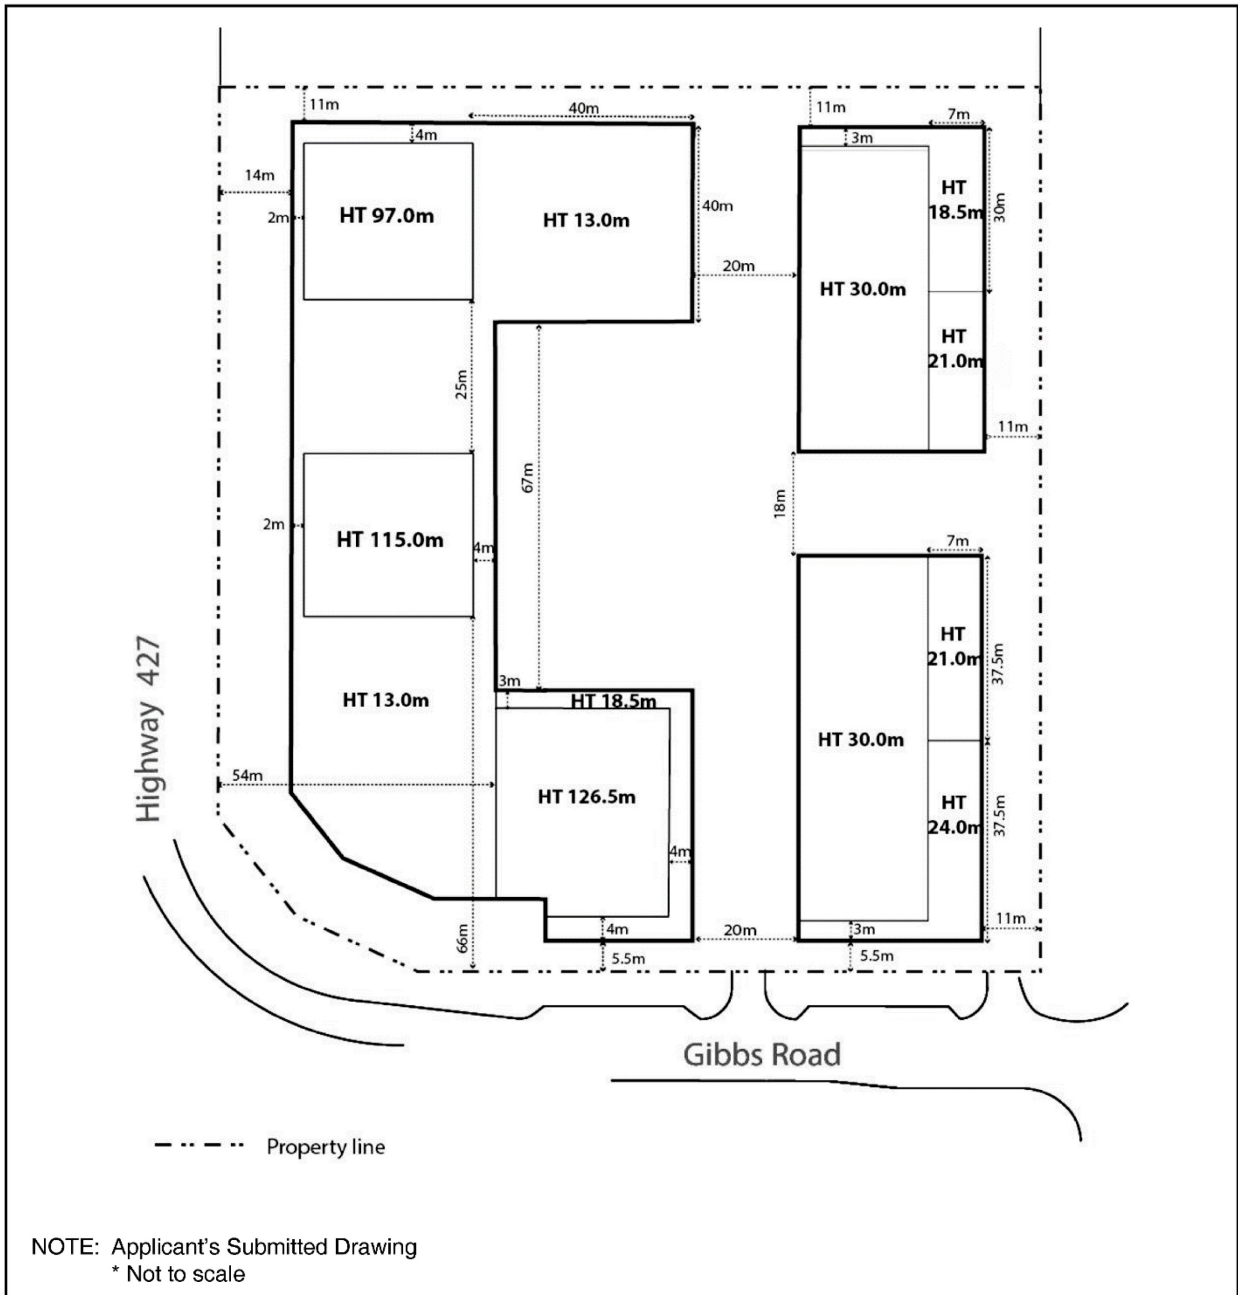 11m
40m
11m
7m
4m
3m
14m
2m
HT 97.0m
HT 13.0m
40m
HT
18.5m
30m
20m
HT 30.0m
HT
21.0m
25m
11m
67m
18m
2m
HT 115.0m
4m
7m
Highway 427
HT
21.0m
37.5m
3m
HT 18.5m
HT 13.0m
HT 30.0m
54m
HT 126.5m
HT
24.0m
37.5m
4m
4m
66m
20m
3m
11m
5.5m
5.5m
Gibbs Road
Property line
NOTE: Applicant's Submitted Drawing
* Not to scale